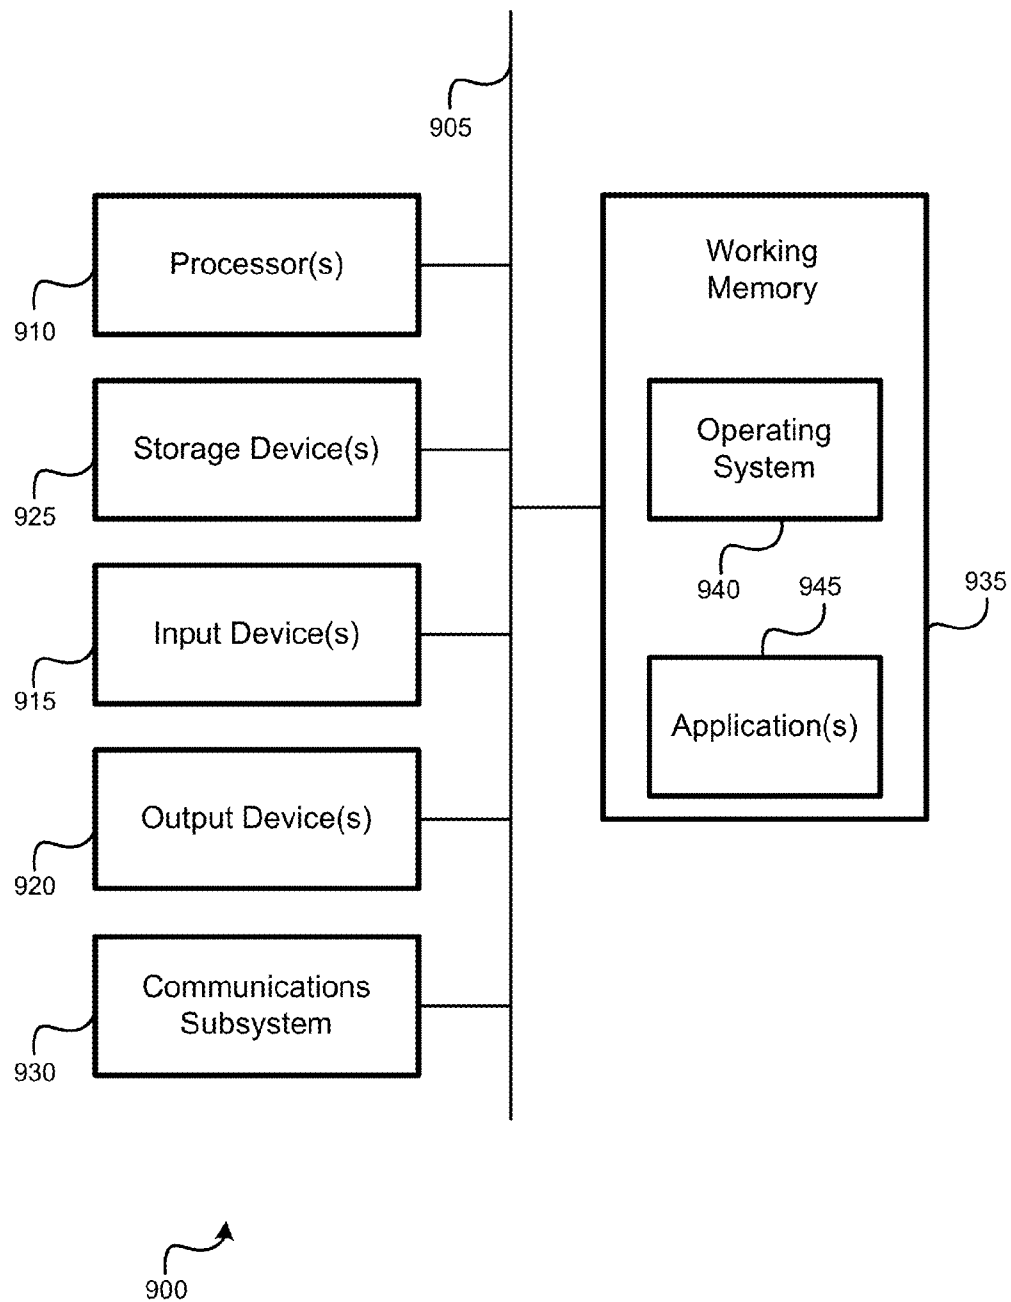 905
Processor(s)
910
Working
Memory
Storage Device(s)
925
Operating
System
940
945
935
Input Device(s)
915
Application(s)
Output Device(s)
920
Communications
Subsystem
930
900